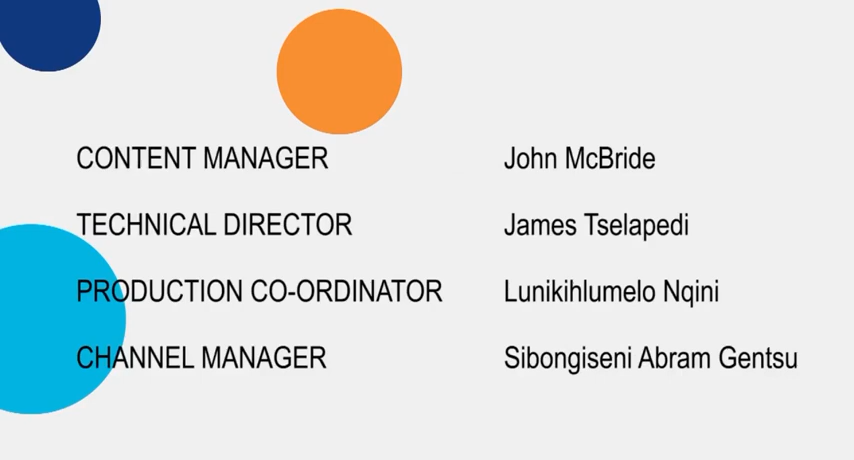 CONTENT MANAGER John McBride
TECHNICAL DIRECTOR James Tselapedi
PRODUCTION CO-ORDINATOR Lunikihlumelo Nqini
CHANNEL MANAGER Sibongiseni Abram Gentsu